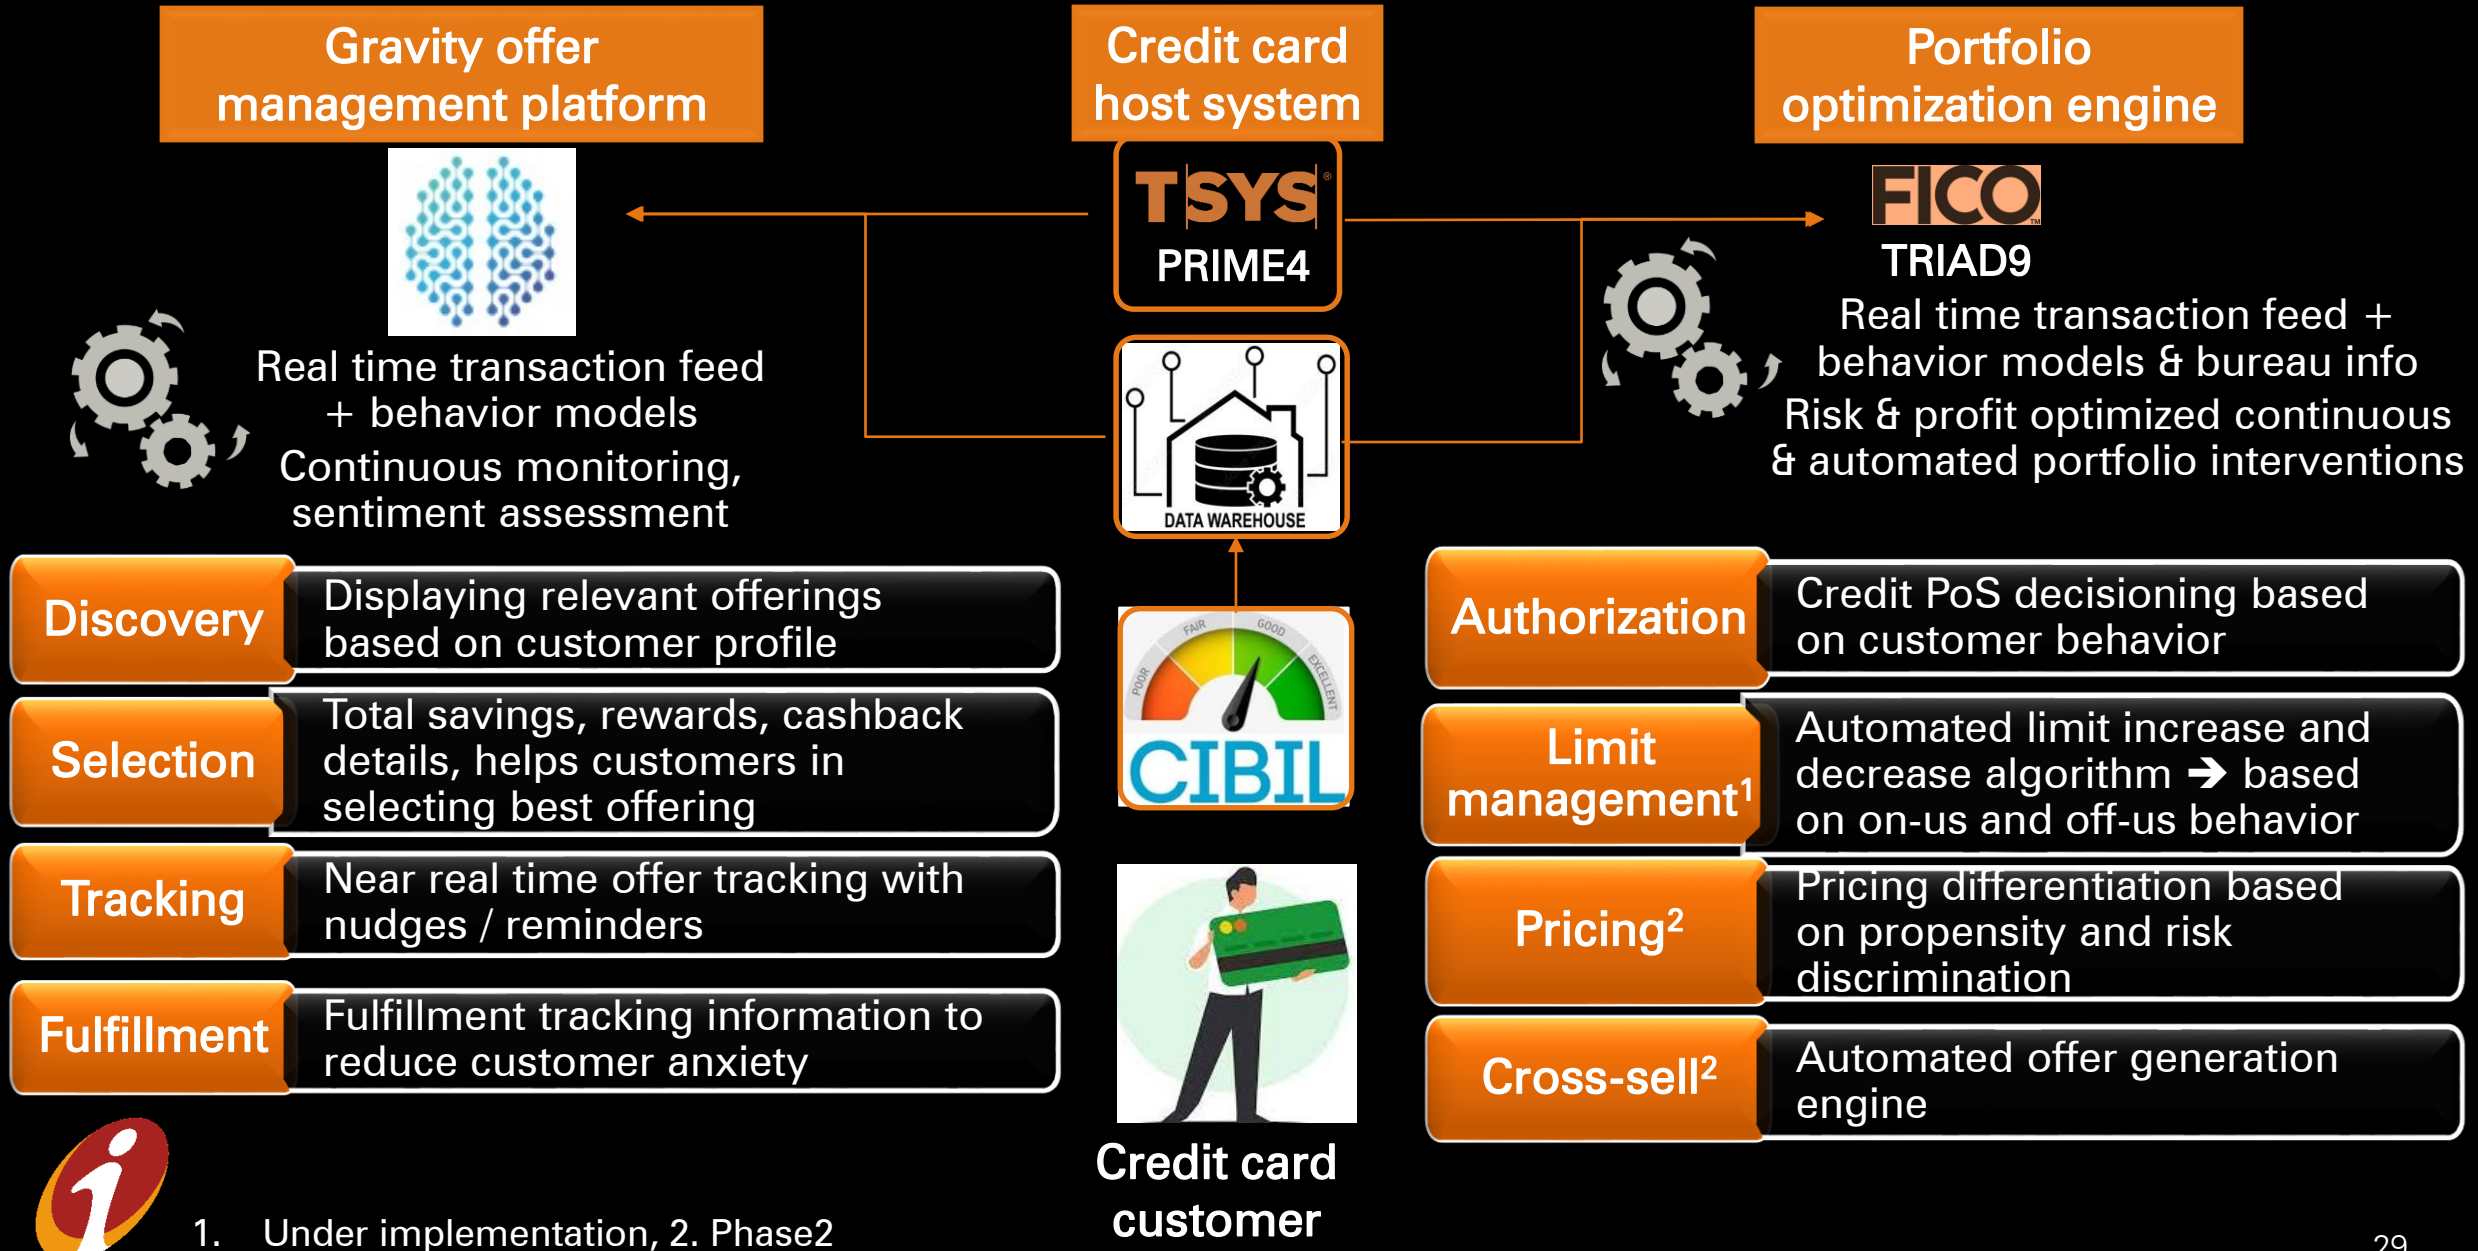 Gravity offer
management platform
Real time transaction feed
+ behavior models
Continuous monitoring,
sentiment assessment
Discovery
Displaying relevant offerings
based on customer profile
Selection
Total savings, rewards, cashback
details, helps customers in
selecting best offering
Tracking
Near real time offer tracking with
nudges / reminders
Fulfillment
Fulfillment tracking information to
reduce customer anxiety
Credit card
host system
TSYS®
PRIME4
DATA WAREHOUSE
POOR
FAIR
GOOD
EXCELLENT
CIBIL
Credit card
customer
Portfolio
optimization engine
FICO™
TRIAD9
Real time transaction feed +
behavior models & bureau info
Risk & profit optimized continuous
& automated portfolio interventions
Authorization
Credit PoS decisioning based
on customer behavior
Limit
management¹
Automated limit increase and
decrease algorithm ➔ based
on on-us and off-us behavior
Pricing²
Pricing differentiation based
on propensity and risk
discrimination
Cross-sell²
Automated offer generation
engine
1. Under implementation, 2. Phase2
29